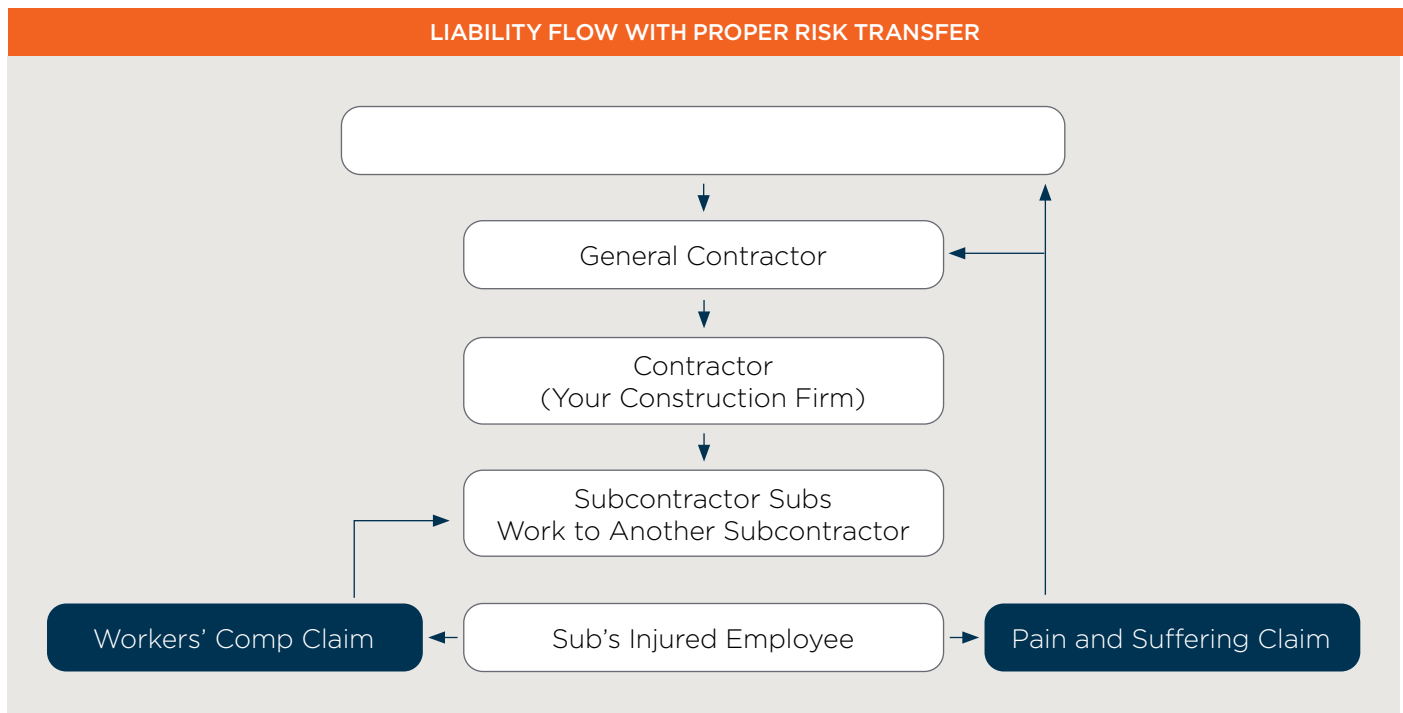 LIABILITY FLOW WITH PROPER RISK TRANSFER
General Contractor
Contractor
(Your Construction Firm)
Subcontractor Subs
Work to Another Subcontractor
Workers’ Comp Claim
Sub’s Injured Employee
Pain and Suffering Claim